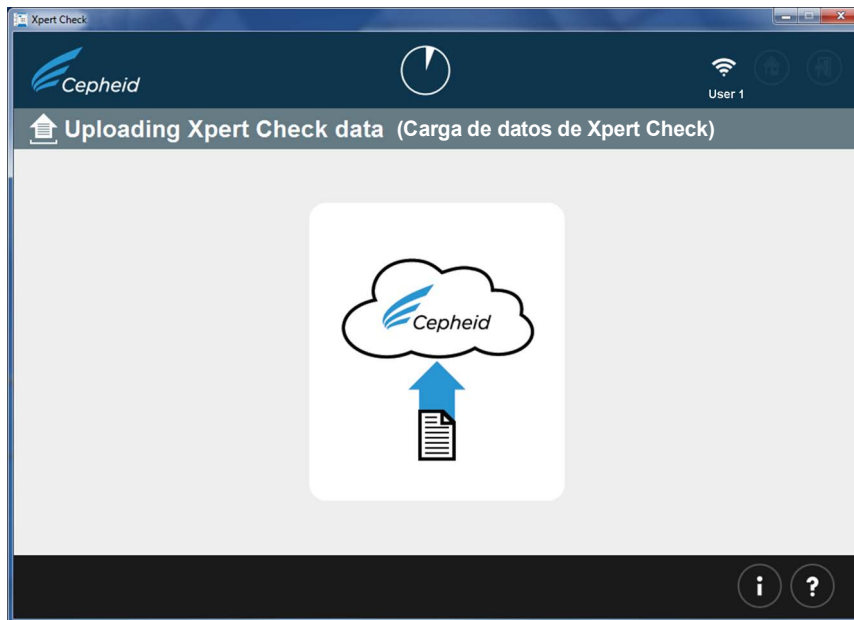 Xpert Check
Cepheid
User 1
Uploading Xpert Check data (Carga de datos de Xpert Check)
Cepheid
i ?